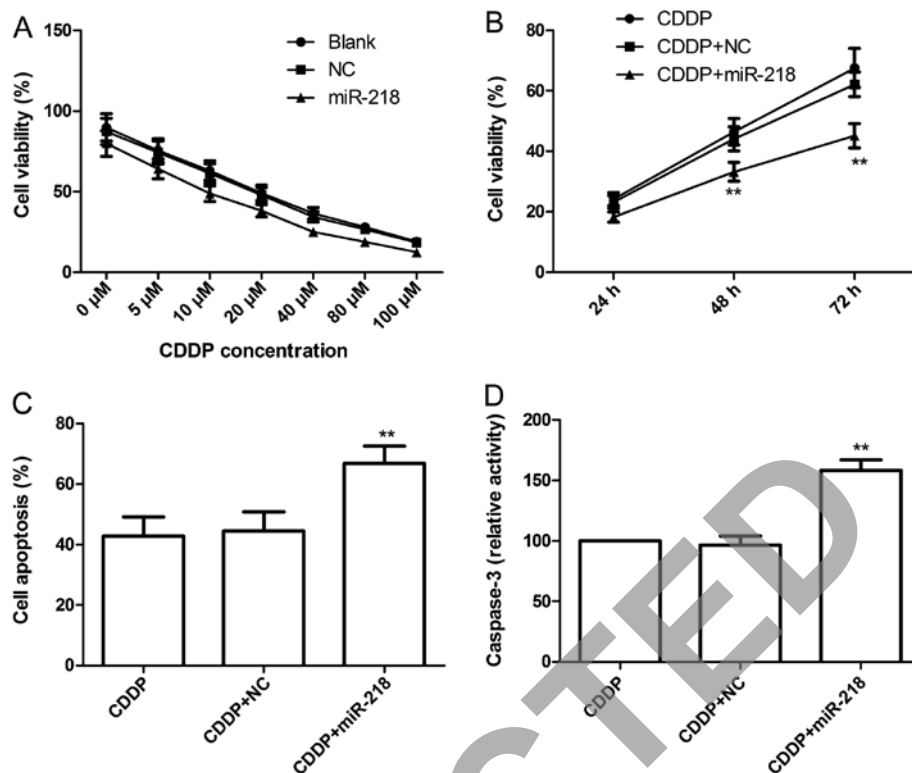 A
Cell viability (%)
150
100
50
0
Blank
NC
miR-218
0 µM
5 µM
10 µM
20 µM
40 µM
80 µM
100 µM
CDDP concentration
B
Cell viability (%)
80
60
40
20
0
CDDP
CDDP+NC
CDDP+miR-218
**
**
24 h
48 h
72 h
C
Cell apoptosis (%)
80
60
40
20
0
**
CDDP
CDDP+NC
CDDP+miR-218
D
Caspase-3 (relative activity)
200
150
100
50
0
**
CDDP
CDDP+NC
CDDP+miR-218
CTED